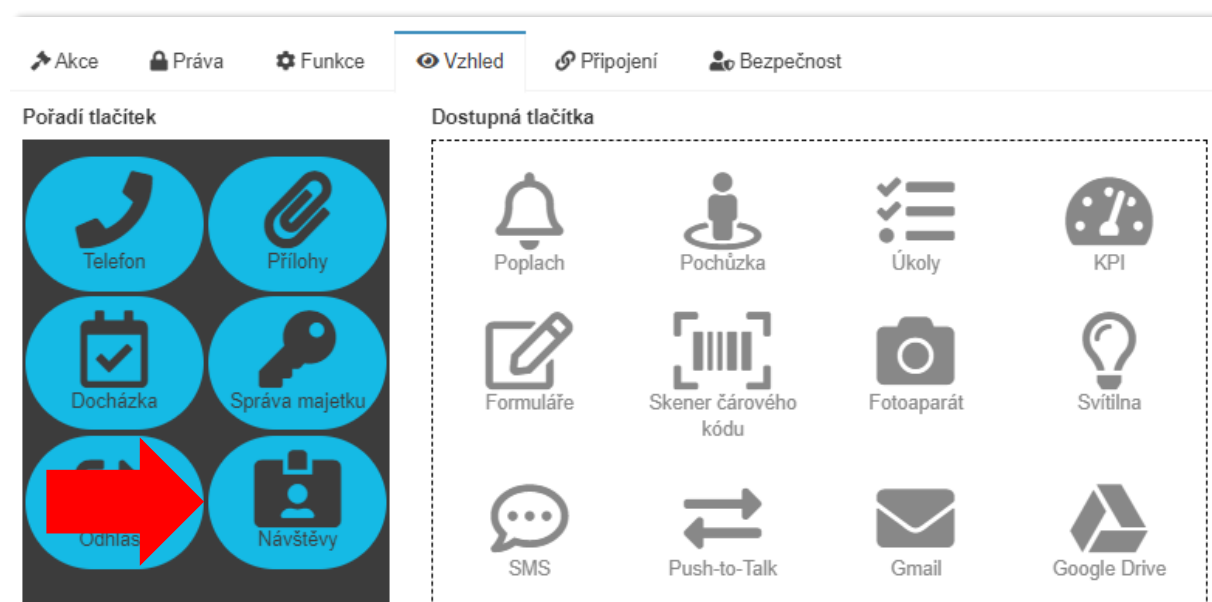 Akce Práva Funkce Vzhled Připojení Bezpečnost
Pořadí tlačítek
Dostupná tlačítka
Telefon Přílohy
Docházka Správa majetku
Návštěvy
Poplach Pochůzka Úkoly KPI
Formuláře Skener čárového Fotoaparát Svítilna
kódu
SMS Push-to-Talk Gmail Google Drive